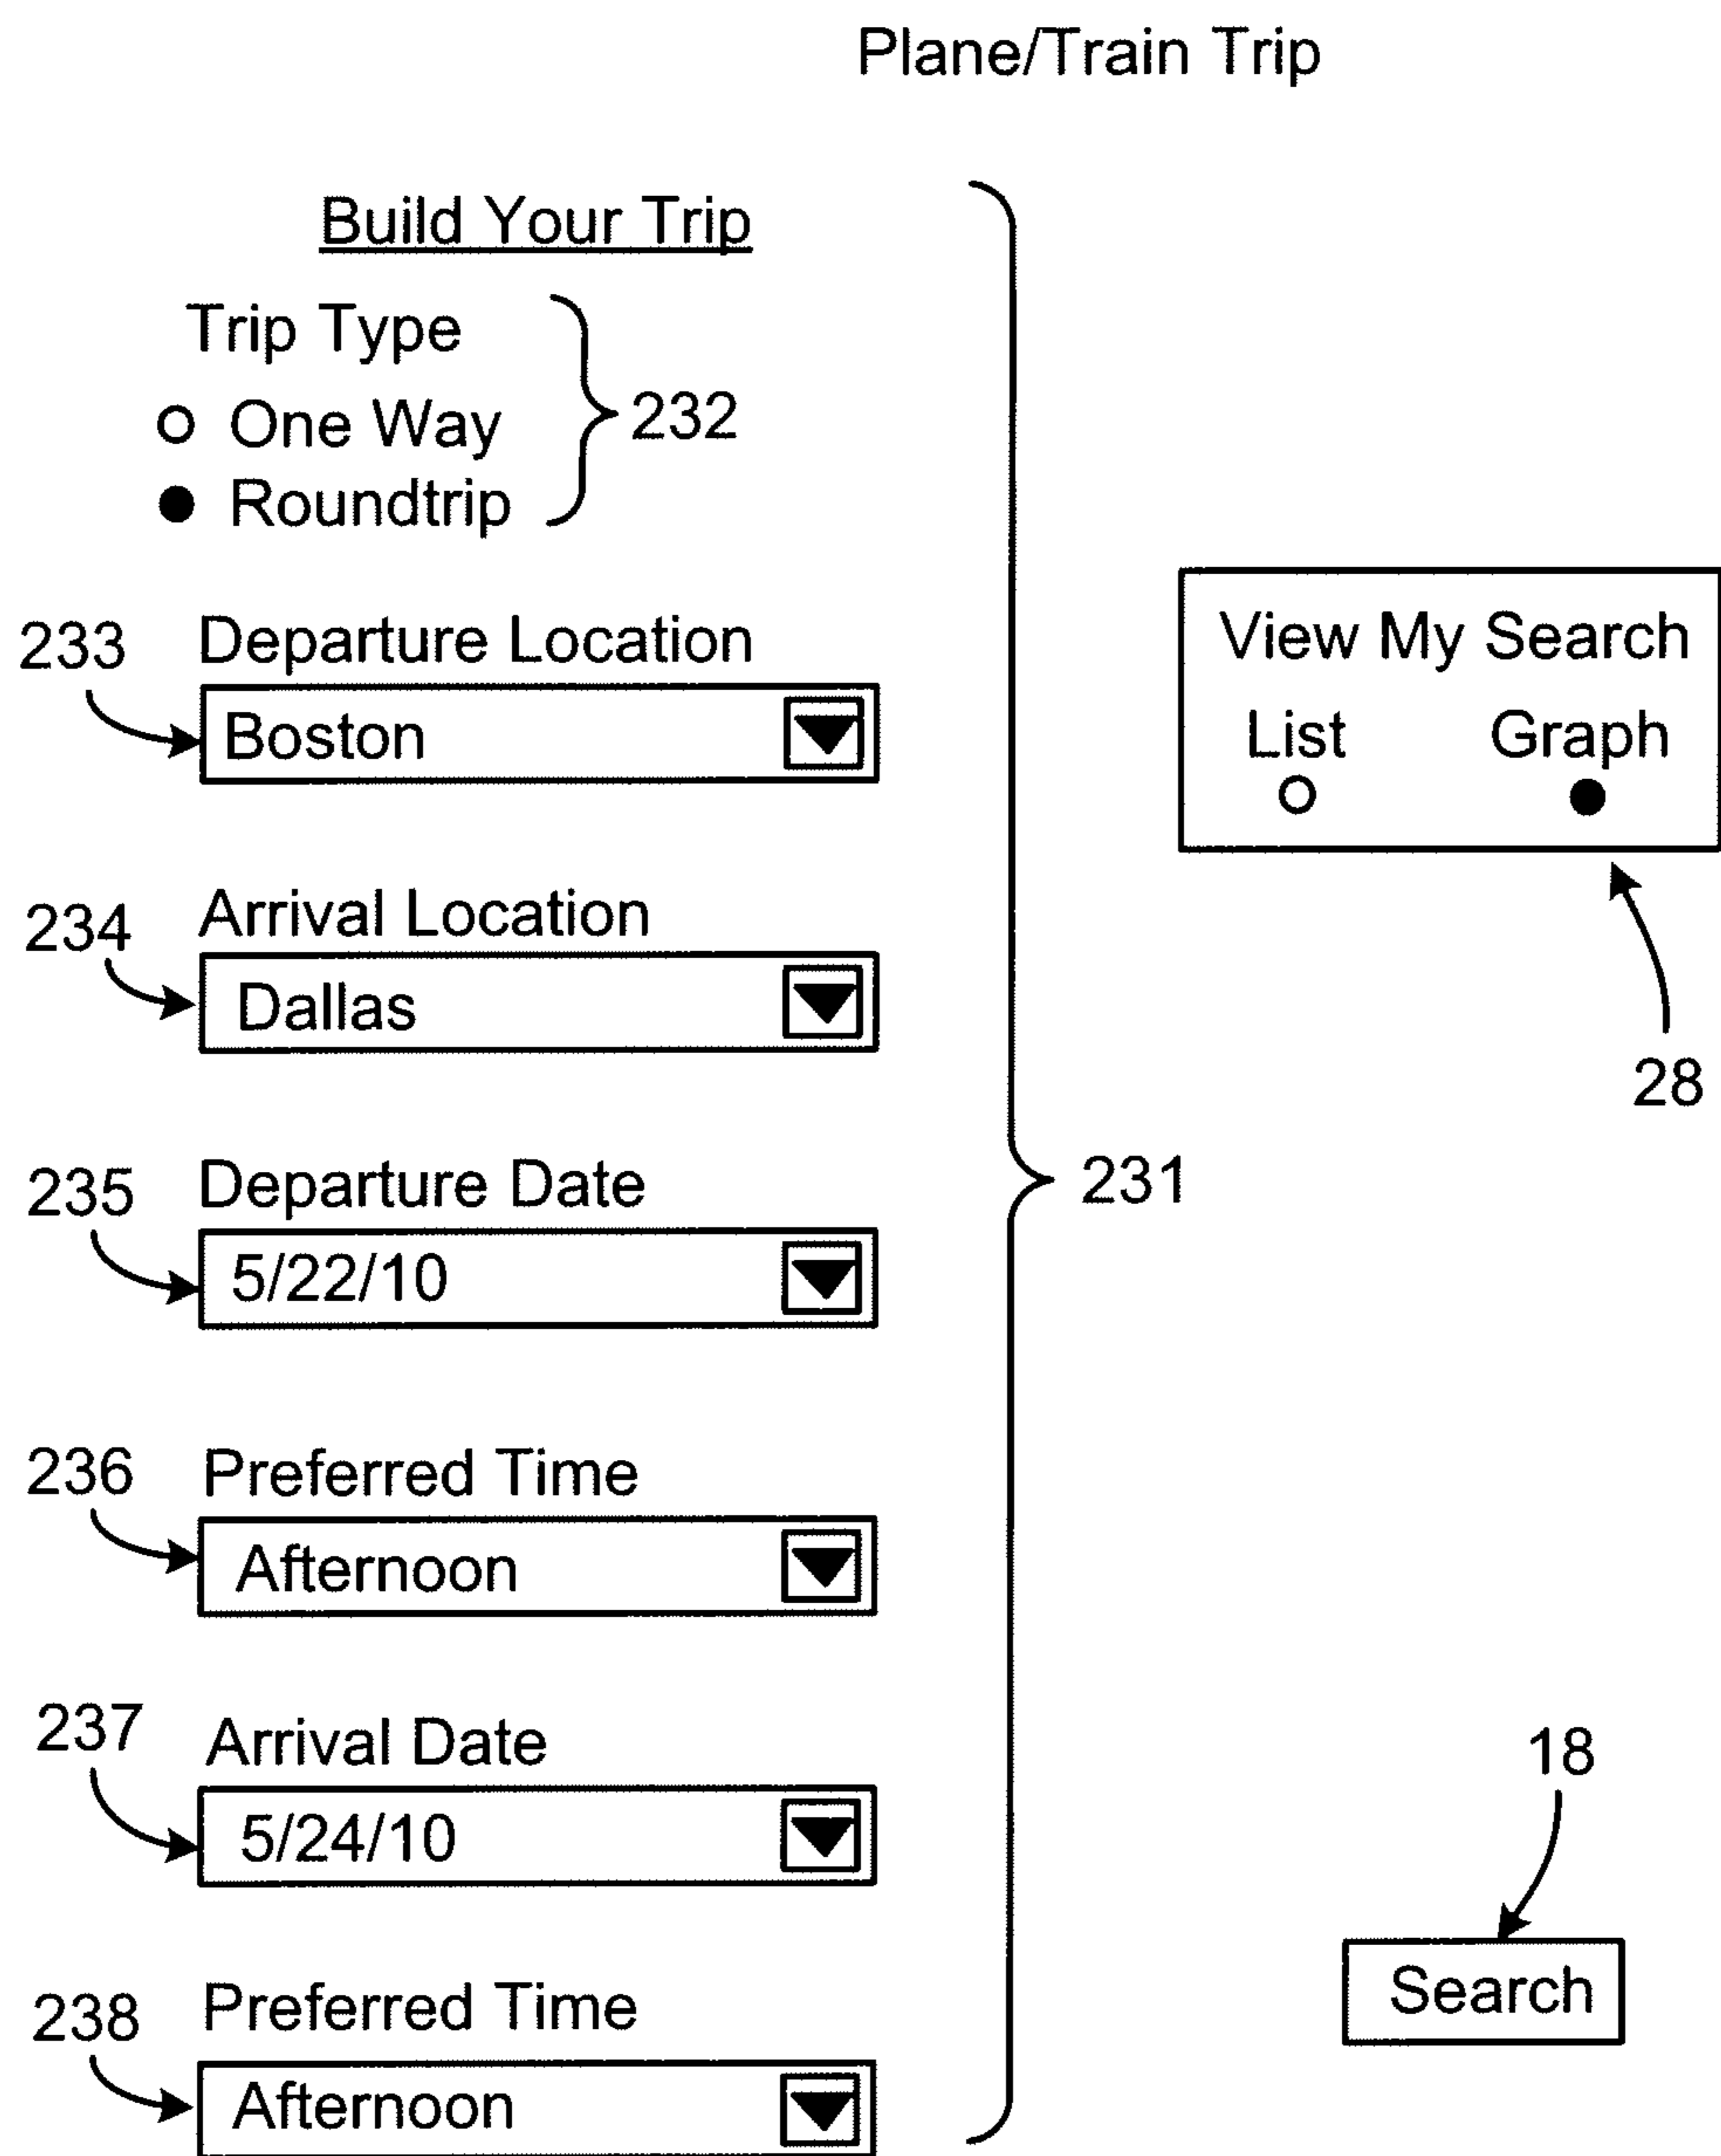 Plane/Train Trip
Build Your Trip
Trip Type
One Way
Roundtrip
232
233
Departure Location
Boston
234
Arrival Location
Dallas
235
Departure Date
5/22/10
236
Preferred Time
Afternoon
237
Arrival Date
5/24/10
238
Preferred Time
Afternoon
231
View My Search
List Graph
28
18
Search